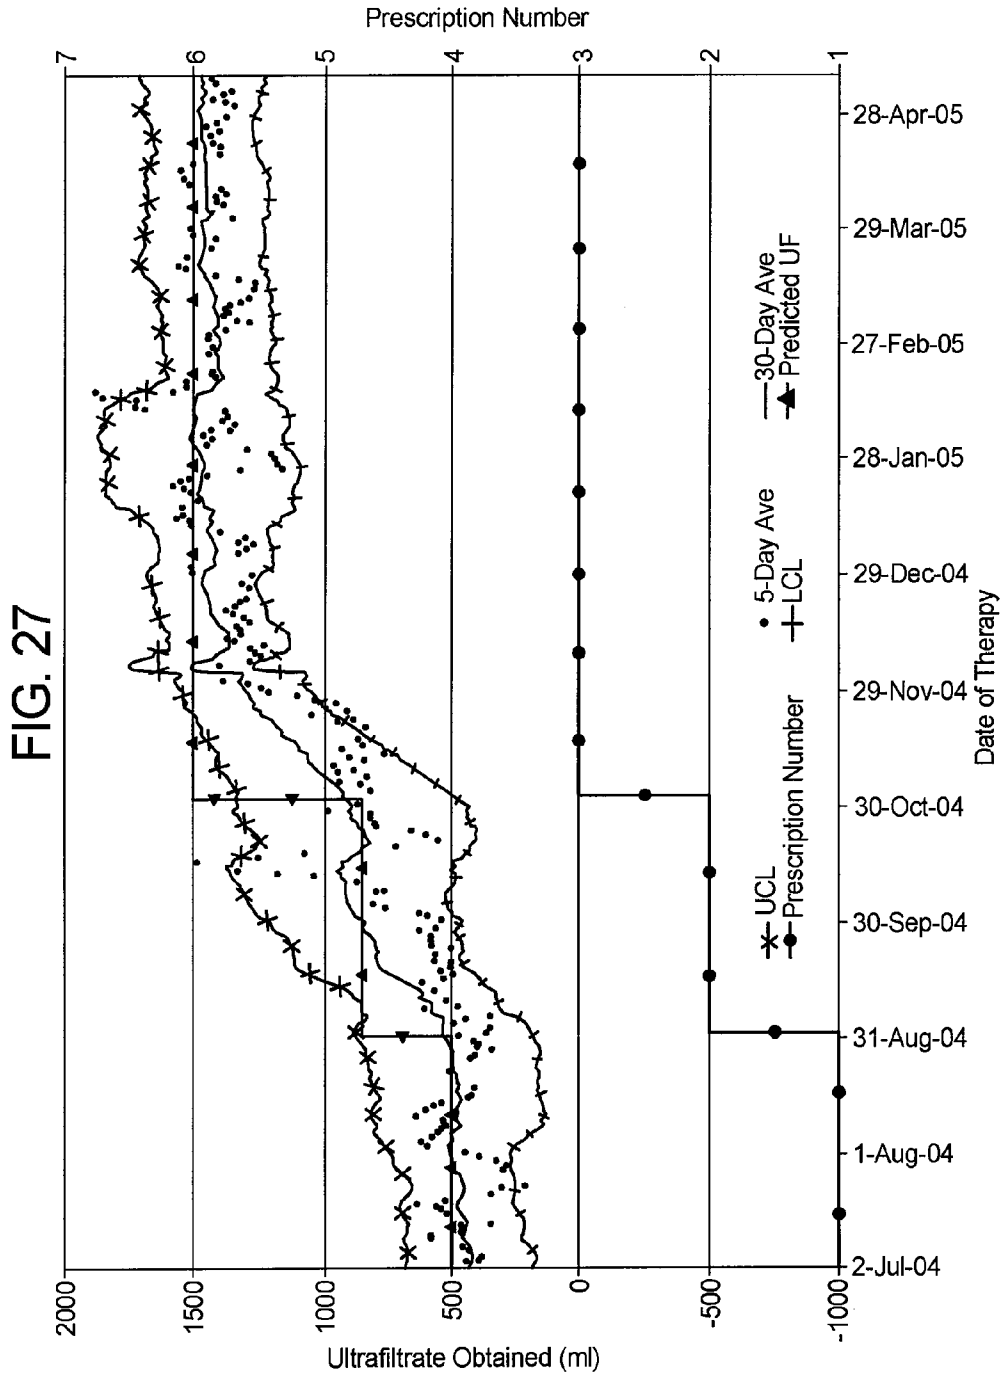 FIG. 27
Prescription Number
7
6
5
4
3
2
1
2000
1500
1000
500
0
-500
-1000
Ultrafiltrate Obtained (ml)
2-Jul-04
1-Aug-04
31-Aug-04
30-Sep-04
30-Oct-04
29-Nov-04
29-Dec-04
28-Jan-05
27-Feb-05
29-Mar-05
28-Apr-05
Date of Therapy
UCL
Prescription Number
5-Day Ave
LCL
30-Day Ave
Predicted UF